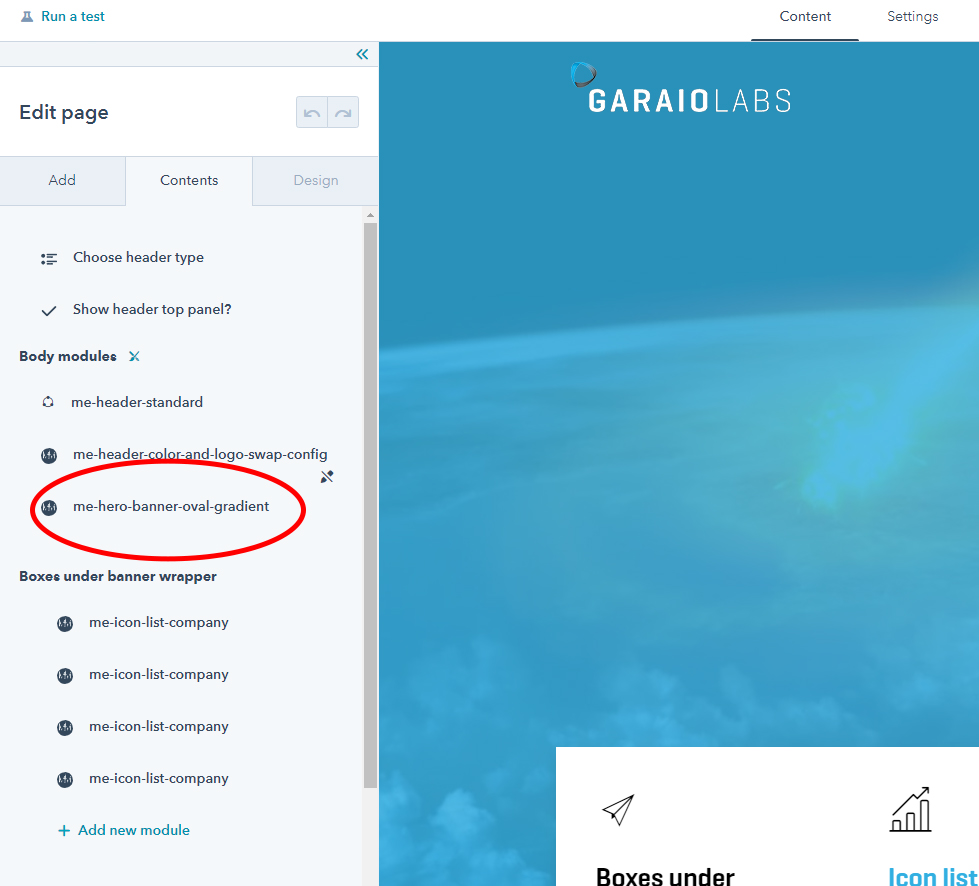 Run a test
Content
Settings
Edit page
Add
Contents
Design
Choose header type
Show header top panel?
Body modules
me-header-standard
me-header-color-and-logo-swap-config
me-hero-banner-oval-gradient
Boxes under banner wrapper
me-icon-list-company
me-icon-list-company
me-icon-list-company
me-icon-list-company
+ Add new module
GARAIOLABS
Boxes under
Icon list